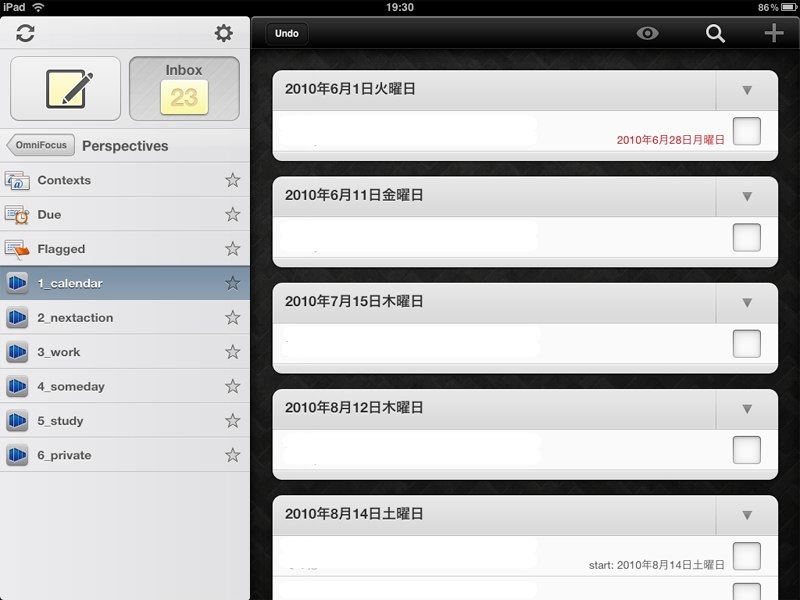 iPad 19:30 86%
Undo
Inbox
23
OmniFocus Perspectives
Contexts
Due
Flagged
1_calendar
2_nextaction
3_work
4_someday
5_study
6_private
2010年6月1日火曜日
2010年6月28日月曜日
2010年6月11日金曜日
2010年7月15日木曜日
2010年8月12日木曜日
2010年8月14日土曜日
start: 2010年8月14日土曜日